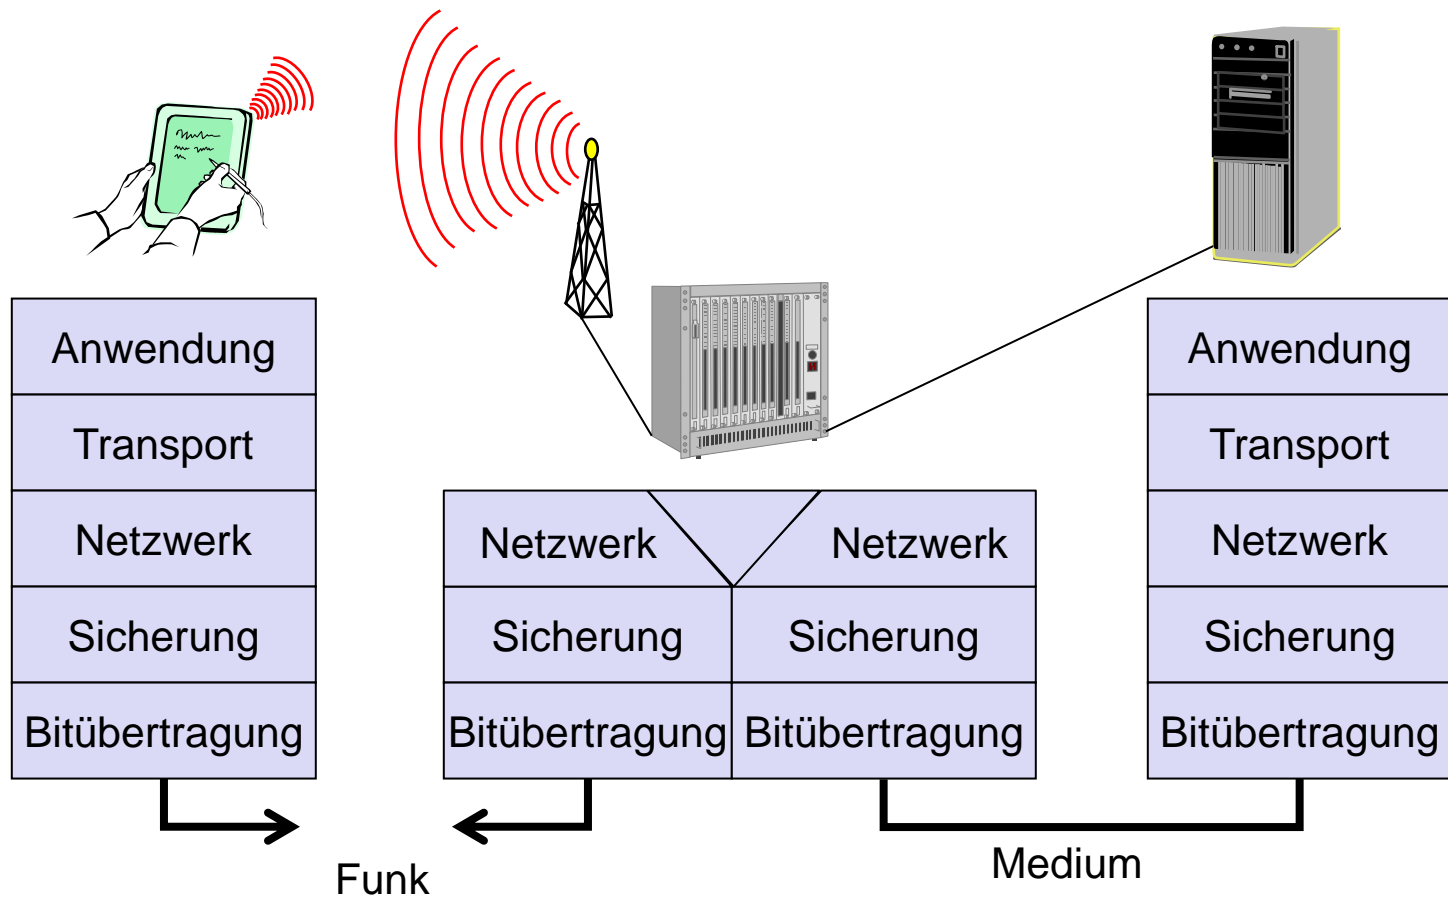 Anwendung
Transport
Netzwerk
Sicherung
Bitübertragung
Netzwerk
Netzwerk
Sicherung
Sicherung
Bitübertragung
Bitübertragung
Anwendung
Transport
Netzwerk
Sicherung
Bitübertragung
Funk
Medium